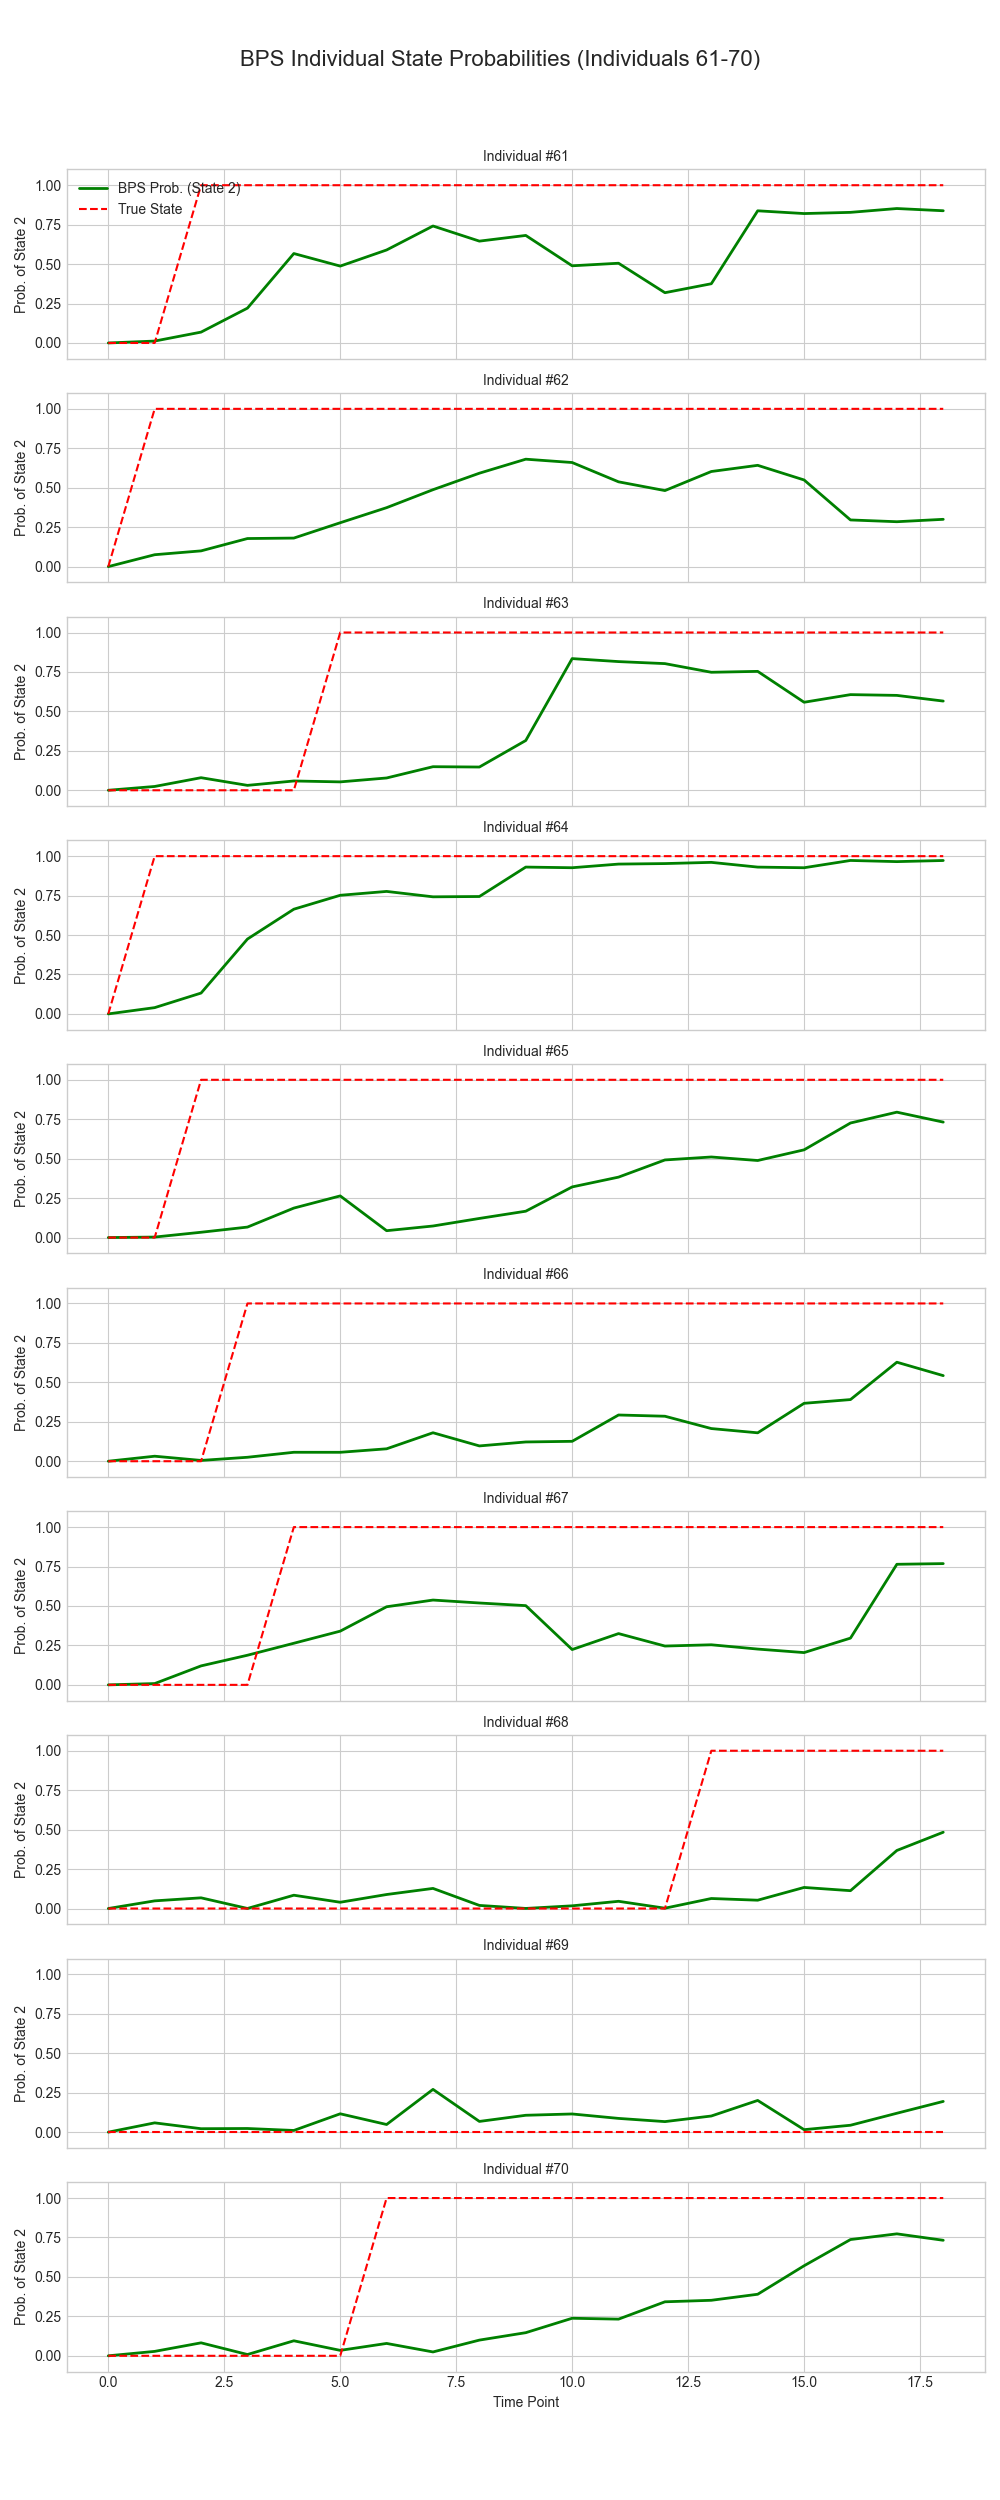 BPS Individual State Probabilities (Individuals 61-70)
Individual #61
BPS Prob. (State 2)
True State
Prob. of State 2
1.00
0.75
0.50
0.25
0.00
Individual #62
Prob. of State 2
1.00
0.75
0.50
0.25
0.00
Individual #63
Prob. of State 2
1.00
0.75
0.50
0.25
0.00
Individual #64
Prob. of State 2
1.00
0.75
0.50
0.25
0.00
Individual #65
Prob. of State 2
1.00
0.75
0.50
0.25
0.00
Individual #66
Prob. of State 2
1.00
0.75
0.50
0.25
0.00
Individual #67
Prob. of State 2
1.00
0.75
0.50
0.25
0.00
Individual #68
Prob. of State 2
1.00
0.75
0.50
0.25
0.00
Individual #69
Prob. of State 2
1.00
0.75
0.50
0.25
0.00
Individual #70
Prob. of State 2
1.00
0.75
0.50
0.25
0.00
0.0 2.5 5.0 7.5 10.0 12.5 15.0 17.5
Time Point